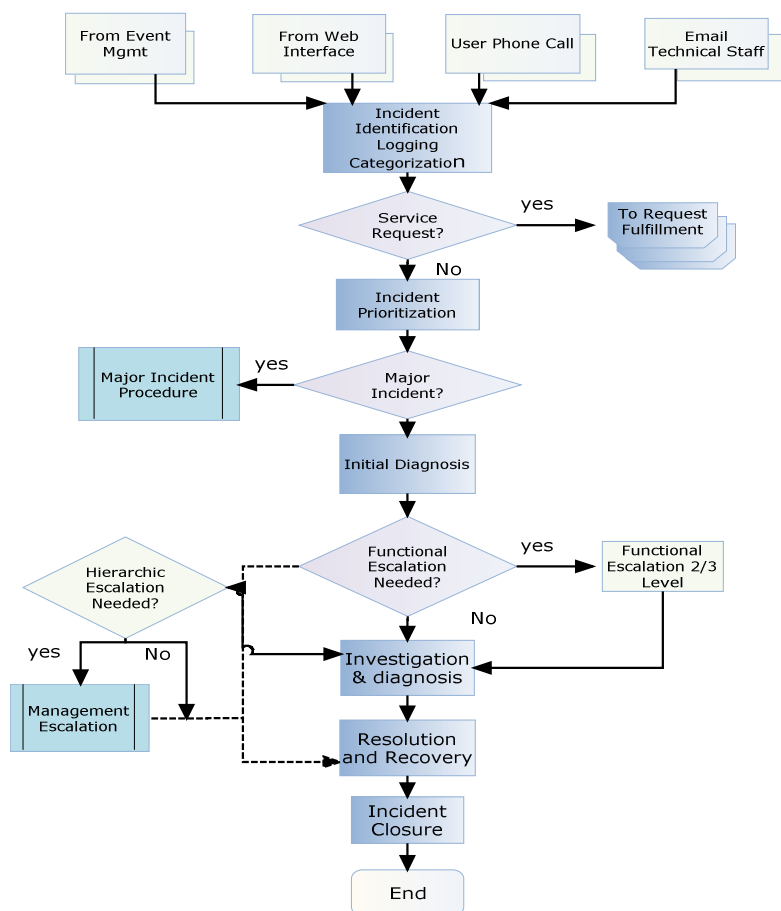 From Event
Mgmt
From Web
Interface
User Phone Call
Email
Technical Staff
Incident
Identification
Logging
Categorization
Service
Request?
yes
To Request
Fulfillment
No
Incident
Prioritization
Major
Incident?
yes
Major Incident
Procedure
Initial Diagnosis
Functional
Escalation
Needed?
yes
Functional
Escalation 2/3
Level
No
Hierarchic
Escalation
Needed?
yes
No
Management
Escalation
Investigation
& diagnosis
Resolution
and Recovery
Incident
Closure
End